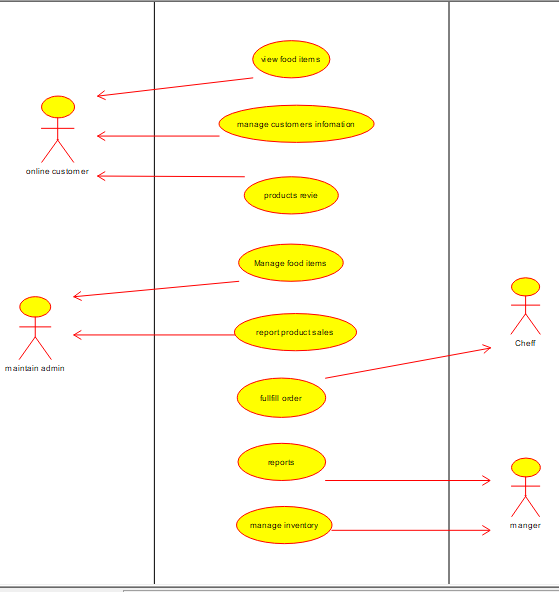 view food items
manage customers infomation
online customer
products revie
Manage food items
report product sales
Cheff
maintain admin
fullfill order
reports
manage inventory
manger